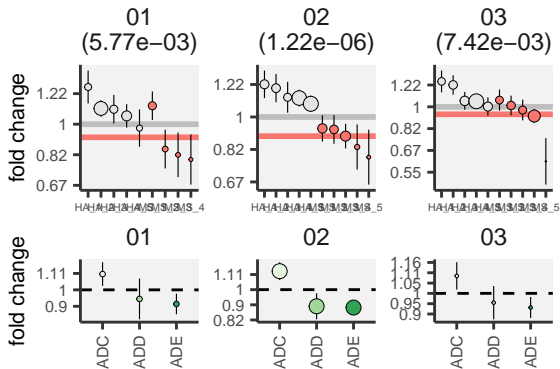 01 02 03
(5.77e−03) (1.22e−06) (7.42e−03)
fold change
1.22 1 0.82 0.67
1.22 1 0.82 0.67
1.22 1 0.82 0.67 0.55
01 02 03
fold change
1.11 1 0.9
1.11 1 0.9 0.82
1.16 1.11 1.05 1 0.95 0.9
ADC ADD ADE ADC ADD ADE ADC ADD ADE